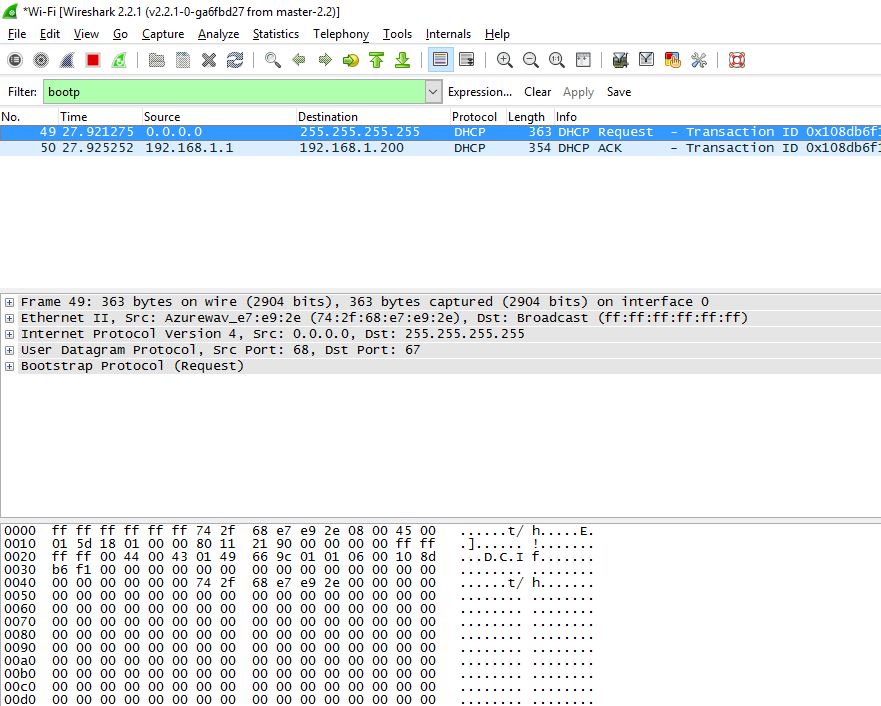 *Wi-Fi [Wireshark 2.2.1 (v2.2.1-0-ga6fbd27 from master-2.2)]
File Edit View Go Capture Analyze Statistics Telephony Tools Internals Help
Filter: bootp Expression... Clear Apply Save
No. Time Source Destination Protocol Length Info
49 27.921275 0.0.0.0 255.255.255.255 DHCP 363 DHCP Request - Transaction ID 0x108db6f1
50 27.925252 192.168.1.1 192.168.1.200 DHCP 354 DHCP ACK - Transaction ID 0x108db6f1
Frame 49: 363 bytes on wire (2904 bits), 363 bytes captured (2904 bits) on interface 0
Ethernet II, Src: Azurewav_e7:e9:2e (74:2f:68:e7:e9:2e), Dst: Broadcast (ff:ff:ff:ff:ff:ff)
Internet Protocol Version 4, Src: 0.0.0.0, Dst: 255.255.255.255
User Datagram Protocol, Src Port: 68, Dst Port: 67
Bootstrap Protocol (Request)
0000 ff ff ff ff ff ff 74 2f 68 e7 e9 2e 08 00 45 00 ......t/ h.....E.
0010 01 5d 18 01 00 00 80 11 21 90 00 00 00 00 ff ff .]...... !.......
0020 ff ff 00 44 00 43 01 49 66 9c 01 01 06 00 10 8d ...D.C.I f.......
0030 b6 f1 00 00 00 00 00 00 00 00 00 00 00 00 00 00 ........ ........
0040 00 00 00 00 00 00 74 2f 68 e7 e9 2e 00 00 00 00 ......t/ h.......
0050 00 00 00 00 00 00 00 00 00 00 00 00 00 00 00 00 ........ ........
0060 00 00 00 00 00 00 00 00 00 00 00 00 00 00 00 00 ........ ........
0070 00 00 00 00 00 00 00 00 00 00 00 00 00 00 00 00 ........ ........
0080 00 00 00 00 00 00 00 00 00 00 00 00 00 00 00 00 ........ ........
0090 00 00 00 00 00 00 00 00 00 00 00 00 00 00 00 00 ........ ........
00a0 00 00 00 00 00 00 00 00 00 00 00 00 00 00 00 00 ........ ........
00b0 00 00 00 00 00 00 00 00 00 00 00 00 00 00 00 00 ........ ........
00c0 00 00 00 00 00 00 00 00 00 00 00 00 00 00 00 00 ........ ........
00d0 00 00 00 00 00 00 00 00 00 00 00 00 00 00 00 00 ........ ........